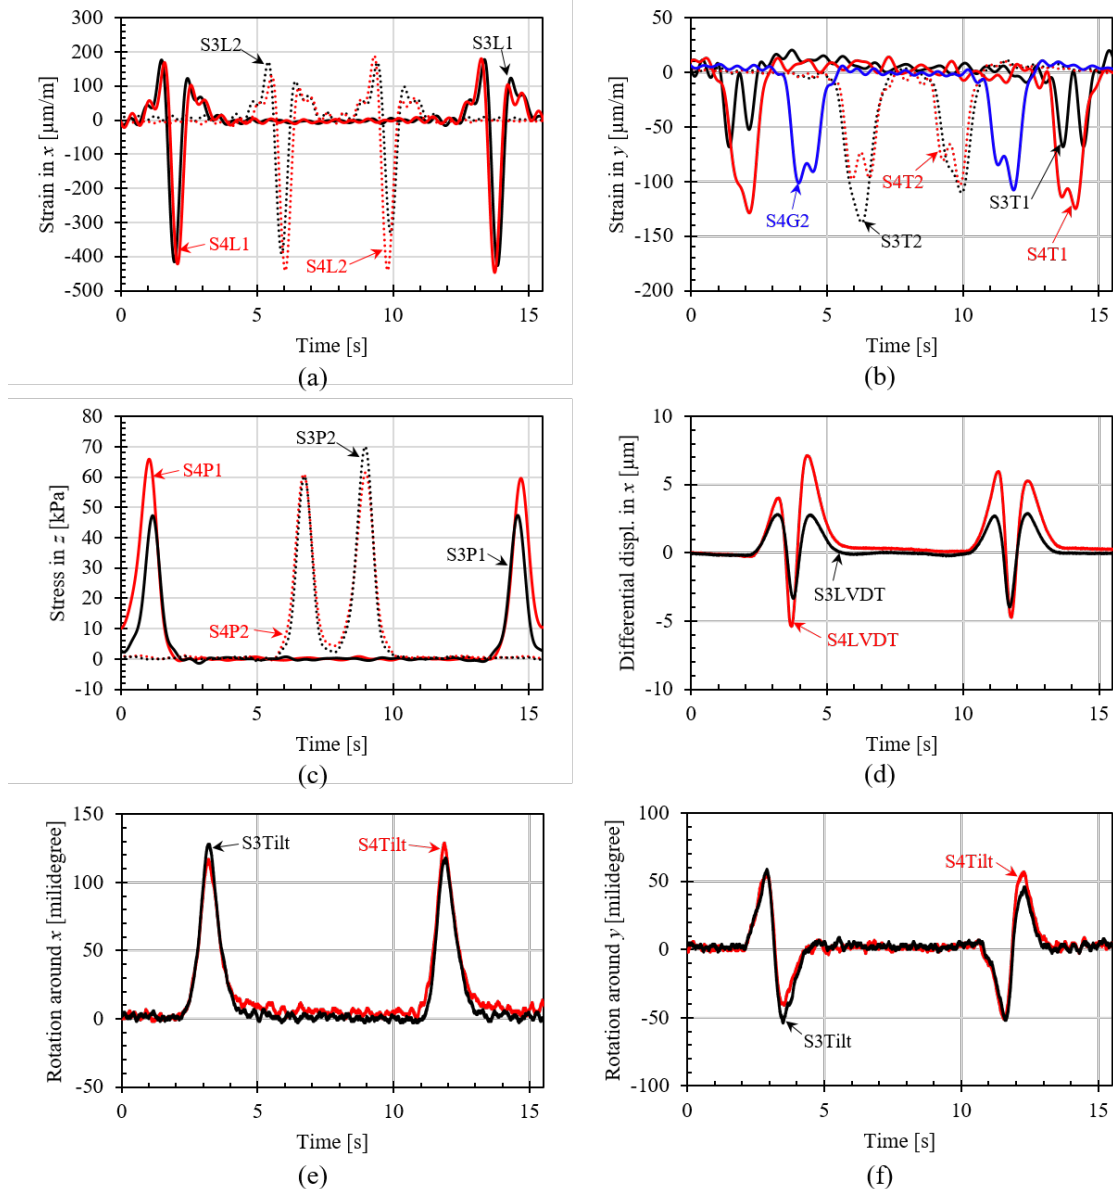 300
200
100
0
-100
-200
-300
-400
-500
Strain in x [μm/m]
S3L2
S3L1
S4L1
S4L2
0 5 10 15
Time [s]
(a)
50
0
-50
-100
-150
-200
Strain in y [μm/m]
S4T2
S4G2
S3T2
S3T1
S4T1
0 5 10 15
Time [s]
(b)
80
70
60
50
40
30
20
10
0
-10
Stress in z [kPa]
S3P2
S4P1
S3P1
S4P2
0 5 10 15
Time [s]
(c)
10
5
0
-5
-10
Differential displ. in x [μm]
S3LVDT
S4LVDT
0 5 10 15
Time [s]
(d)
150
100
50
0
-50
Rotation around x [milidegree]
S3Tilt
S4Tilt
0 5 10 15
Time [s]
(e)
100
50
0
-50
-100
Rotation around y [milidegree]
S4Tilt
S3Tilt
0 5 10 15
Time [s]
(f)